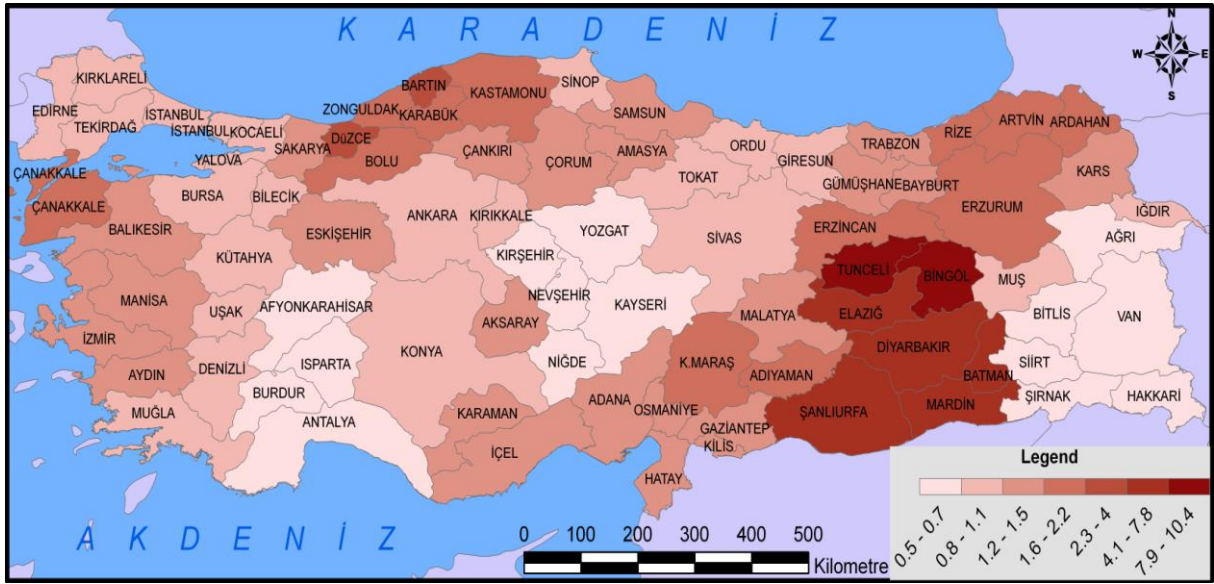 K A R A D E N İ Z
N
W E
S
KIRKLARELİ
EDİRNE
TEKİRDAĞ
İSTANBUL
İSTANBUL
KOCAELİ
YALOVA
SAKARYA
DüZCE
ZONGULDAK
BARTIN
KARABÜK
KASTAMONU
SİNOP
SAMSUN
BOLU
ÇANKIRI
ÇORUM
AMASYA
ORDU
TOKAT
GİRESUN
TRABZON
RİZE
ARTVİN
ARDAHAN
GÜMÜŞHANE
BAYBURT
KARS
ERZURUM
IĞDIR
AĞRI
ÇANAKKALE
ÇANAKKALE
BURSA
BİLECİK
BALIKESİR
ESKİŞEHİR
KÜTAHYA
ANKARA
KIRIKKALE
KIRŞEHİR
YOZGAT
SİVAS
ERZİNCAN
TUNCELİ
BİNGÖL
MUŞ
BİTLİS
VAN
MANİSA
UŞAK
AFYONKARAHİSAR
NEVŞEHİR
KAYSERİ
AKSARAY
MALATYA
ELAZIĞ
DİYARBAKIR
SİİRT
BATMAN
ŞIRNAK
HAKKARİ
İZMİR
AYDIN
DENİZLİ
ISPARTA
KONYA
NİĞDE
K.MARAŞ
ADIYAMAN
ŞANLIURFA
MARDİN
MUĞLA
BURDUR
ANTALYA
KARAMAN
İÇEL
ADANA
OSMANİYE
GAZİANTEP
KİLİS
HATAY
A K D E N İ Z
0 100 200 300 400 500
Kilometre
Legend
0.5 - 0.7
0.8 - 1.1
1.2 - 1.5
1.6 - 2.2
2.3 - 4
4.1 - 7.8
7.9 - 10.4